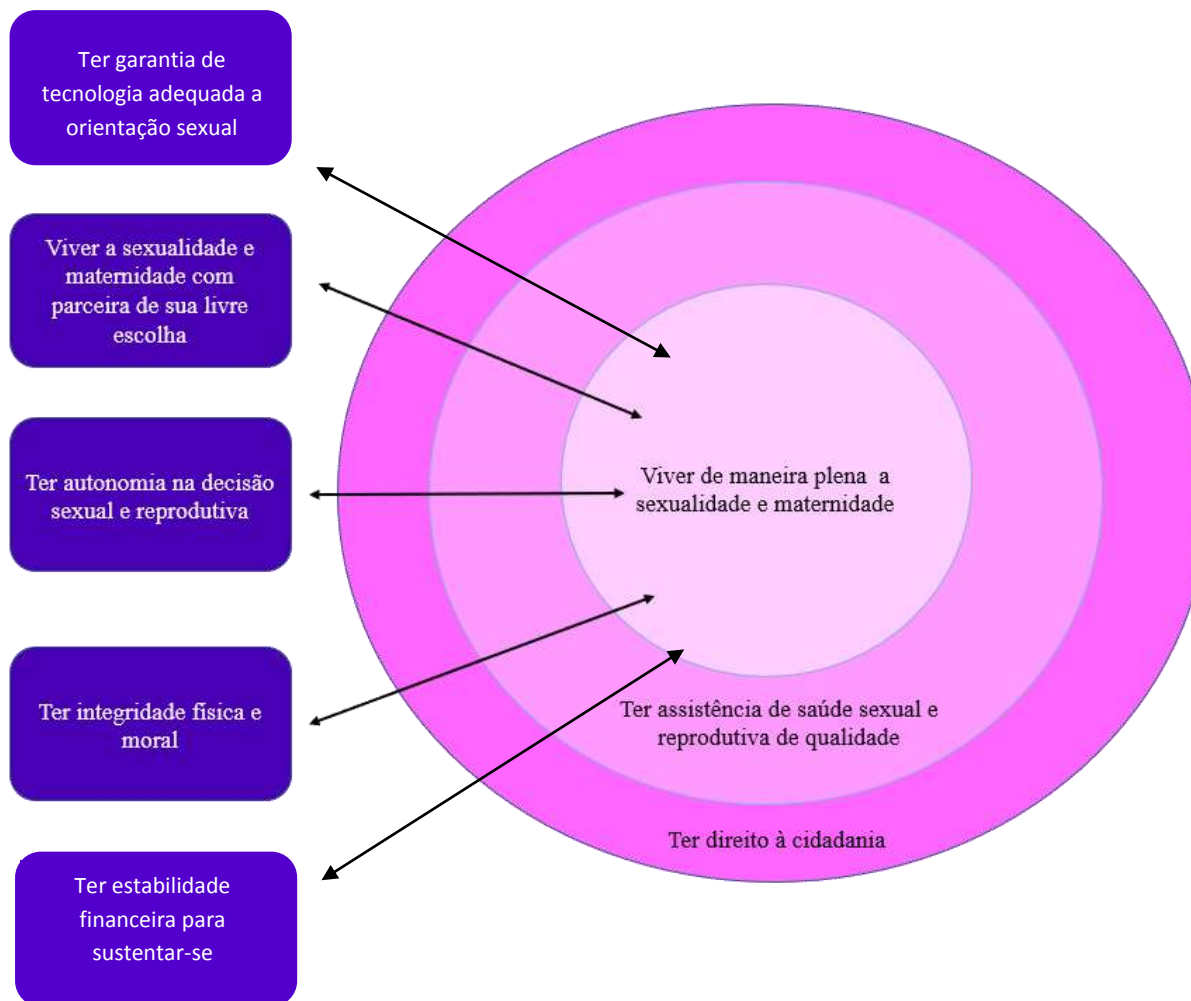 Ter garantia de
tecnologia adequada a
orientação sexual
Viver a sexualidade e
maternidade com
parceira de sua livre
escolha
Ter autonomia na decisão
sexual e reprodutiva
Ter integridade física e
moral
Ter estabilidade
financeira para
sustentar-se
Viver de maneira plena a
sexualidade e maternidade
Ter assistência de saúde sexual e
reprodutiva de qualidade
Ter direito à cidadania